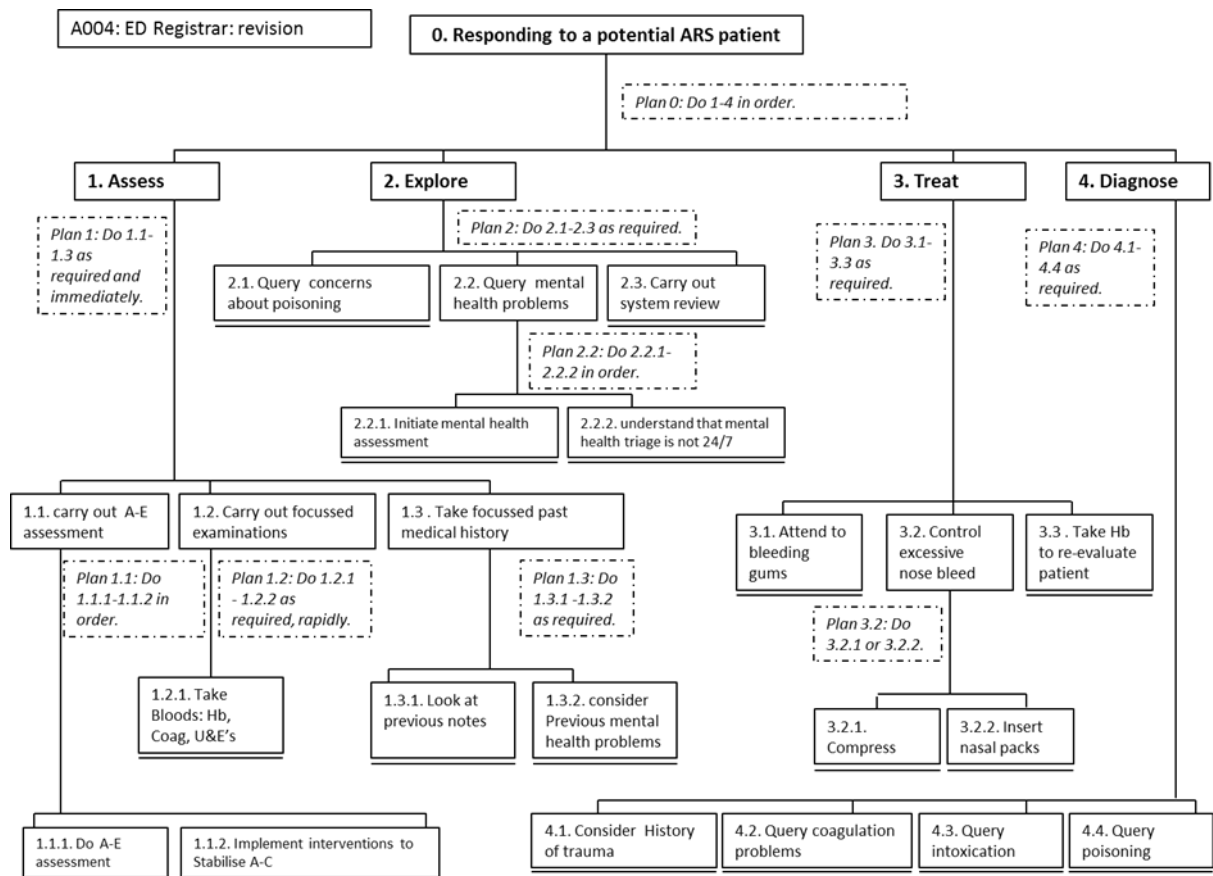 A004: ED Registrar: revision
0. Responding to a potential ARS patient
Plan 0: Do 1-4 in order.
1. Assess
2. Explore
3. Treat
4. Diagnose
Plan 1: Do 1.1-
1.3 as
required and
immediately.
Plan 2: Do 2.1-2.3 as required.
Plan 3. Do 3.1-
3.3 as
required.
Plan 4: Do 4.1-
4.4 as
required.
2.1. Query concerns
about poisoning
2.2. Query mental
health problems
2.3. Carry out
system review
Plan 2.2: Do 2.2.1-
2.2.2 in order.
2.2.1. Initiate mental health
assessment
2.2.2. understand that mental
health triage is not 24/7
1.1. carry out A-E
assessment
1.2. Carry out focussed
examinations
1.3 . Take focussed past
medical history
3.1. Attend to
bleeding
gums
3.2. Control
excessive
nose bleed
3.3 . Take Hb
to re-evaluate
patient
Plan 1.1: Do
1.1.1-1.1.2 in
order.
Plan 1.2: Do 1.2.1
- 1.2.2 as
required, rapidly.
Plan 1.3: Do
1.3.1 -1.3.2
as required.
Plan 3.2: Do
3.2.1 or 3.2.2.
1.2.1. Take
Bloods: Hb,
Coag, U&E's
1.3.1. Look at
previous notes
1.3.2. consider
Previous mental
health problems
3.2.1.
Compress
3.2.2. Insert
nasal packs
1.1.1. Do A-E
assessment
1.1.2. Implement interventions to
Stabilise A-C
4.1. Consider History
of trauma
4.2. Query coagulation
problems
4.3. Query
intoxication
4.4. Query
poisoning